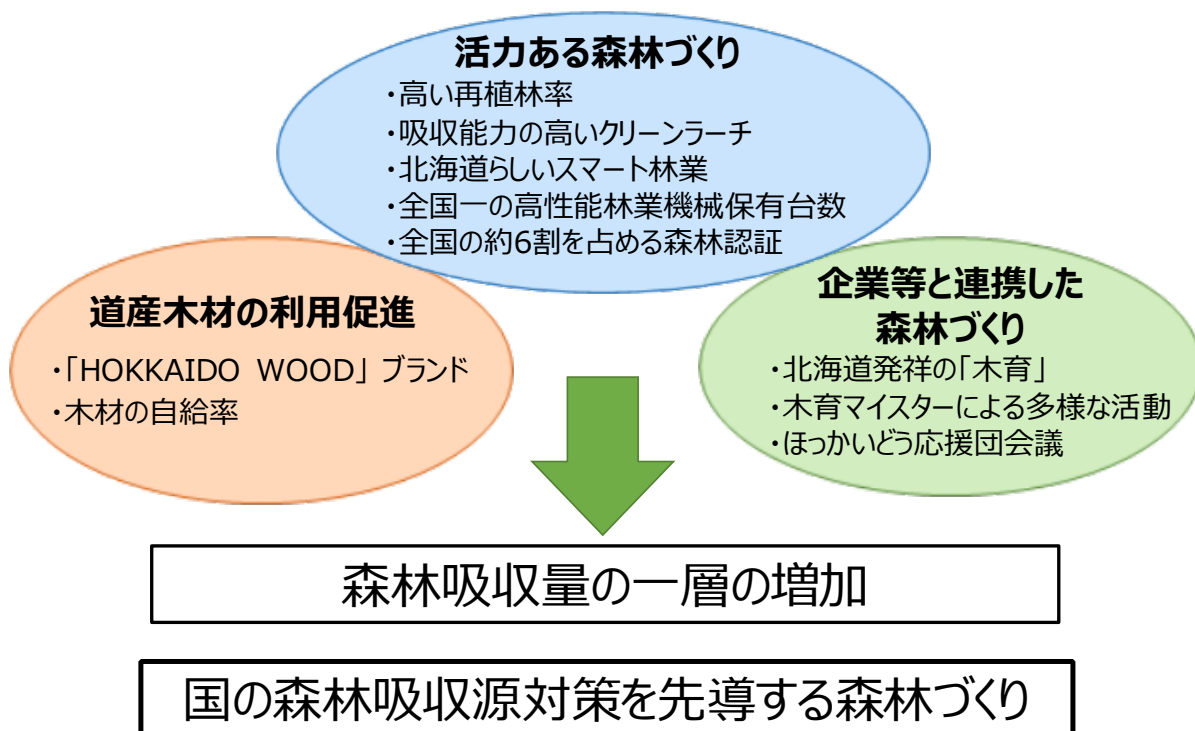 活力ある森林づくり
・高い再植林率
・吸収能力の高いクリーンラーチ
・北海道らしいスマート林業
・全国一の高性能林業機械保有台数
・全国の約6割を占める森林認証
道産木材の利用促進
・「HOKKAIDO WOOD」ブランド
・木材の自給率
企業等と連携した
森林づくり
・北海道発祥の「木育」
・木育マイスターによる多様な活動
・ほっかいどう応援団会議
森林吸収量の一層の増加
国の森林吸収源対策を先導する森林づくり